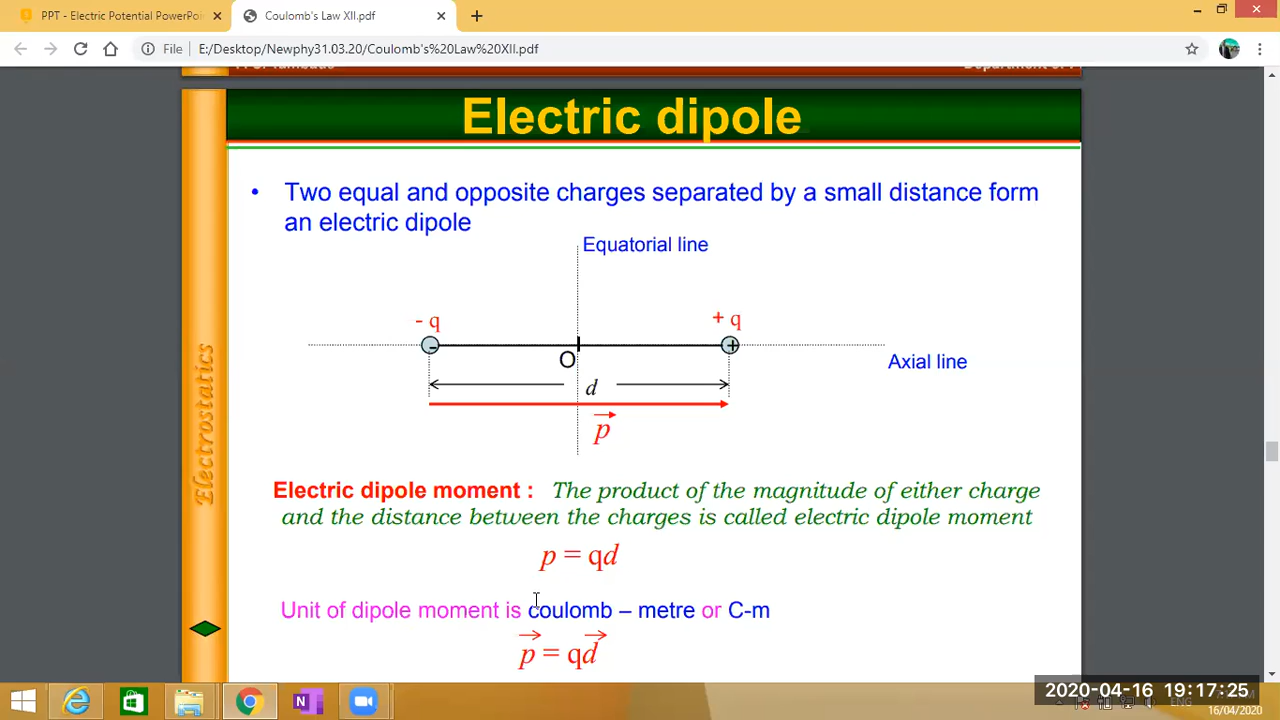 PPT - Electric Potential PowerPoi
Coulomb's Law XII.pdf
File
E:/Desktop/Newphy31.03.20/Coulomb's%20Law%20XII.pdf
Electric dipole
• Two equal and opposite charges separated by a small distance form
an electric dipole
Equatorial line
- q
+ q
-
+
O
Axial line
d
p
Electrostatics
Electric dipole moment : The product of the magnitude of either charge
and the distance between the charges is called electric dipole moment
p = qd
Unit of dipole moment is coulomb – metre or C-m
p = qd
2020-04-16 19:17:25
ENG
16/04/2020